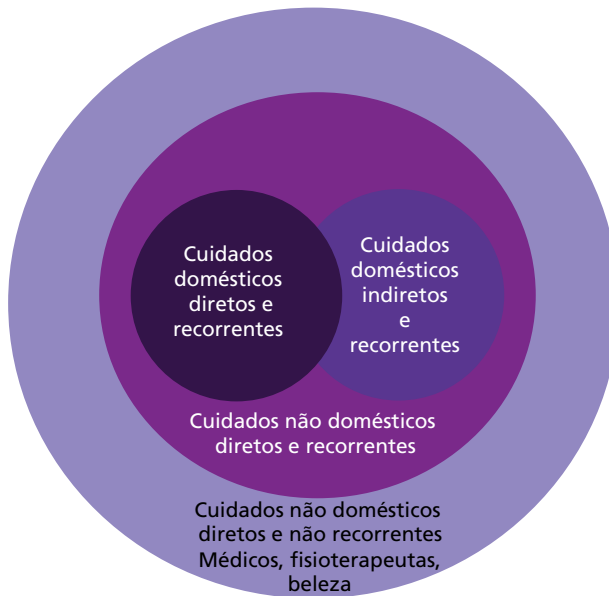 Cuidados
domésticos
diretos e
recorrentes
Cuidados
domésticos
indiretos
e
recorrentes
Cuidados não domésticos
diretos e recorrentes
Cuidados não domésticos
diretos e não recorrentes
Médicos, fisioterapeutas,
beleza